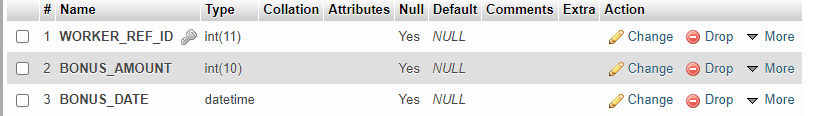 # Name Type Collation Attributes Null Default Comments Extra Action
1 WORKER_REF_ID int(11) Yes NULL Change Drop More
2 BONUS_AMOUNT int(10) Yes NULL Change Drop More
3 BONUS_DATE datetime Yes NULL Change Drop More